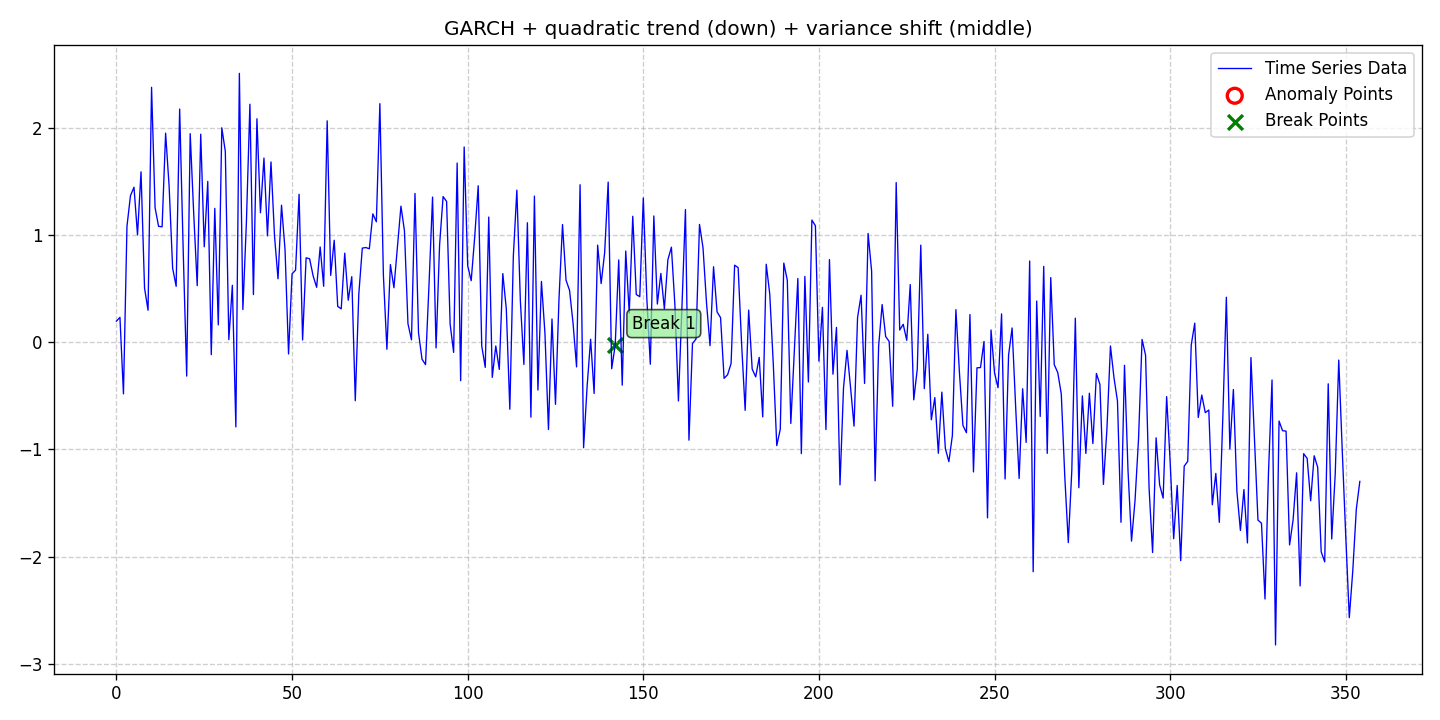 GARCH + quadratic trend (down) + variance shift (middle)
Time Series Data
Anomaly Points
Break Points
2
1
0
−1
−2
−3
Break 1
0 50 100 150 200 250 300 350